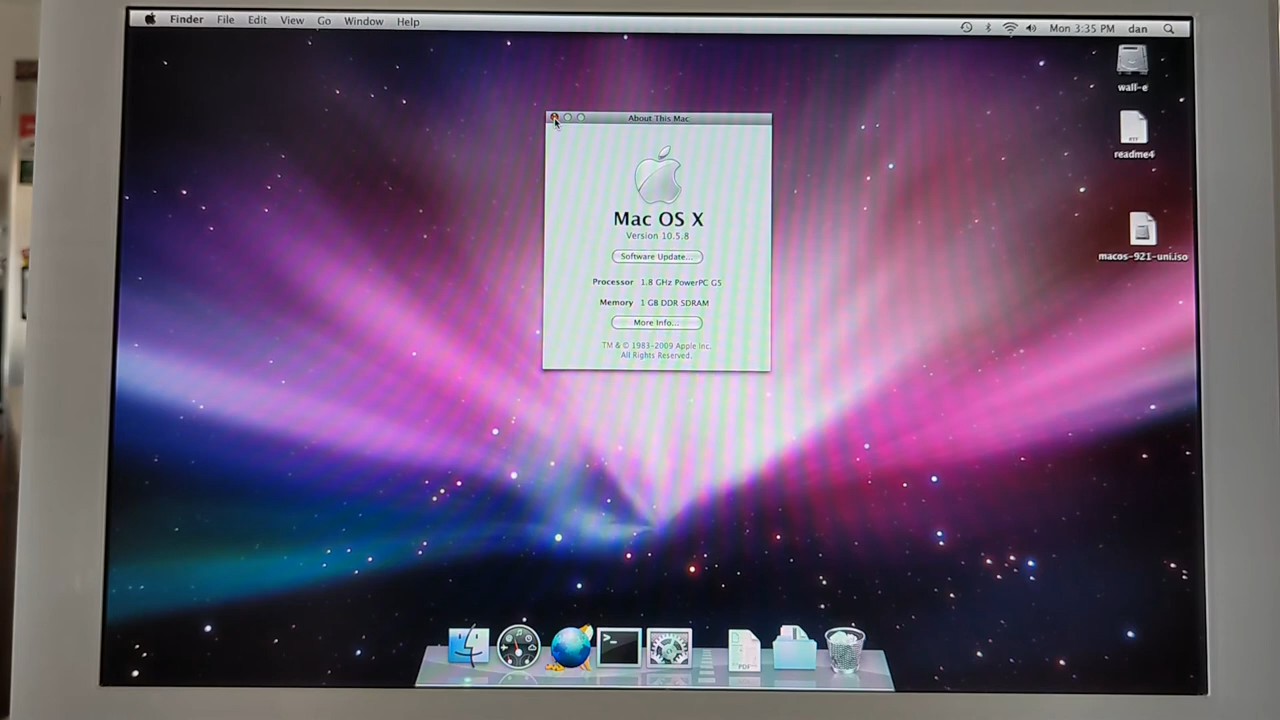 Finder File Edit View Go Window Help
Mon 3:35 PM dan
wall-e
readme4
macos-921-uni.iso
About This Mac
Mac OS X
Version 10.5.8
Software Update...
Processor 1.8 GHz PowerPC G5
Memory 1 GB DDR SDRAM
More Info...
TM & © 1983-2009 Apple Inc.
All Rights Reserved.
PDF